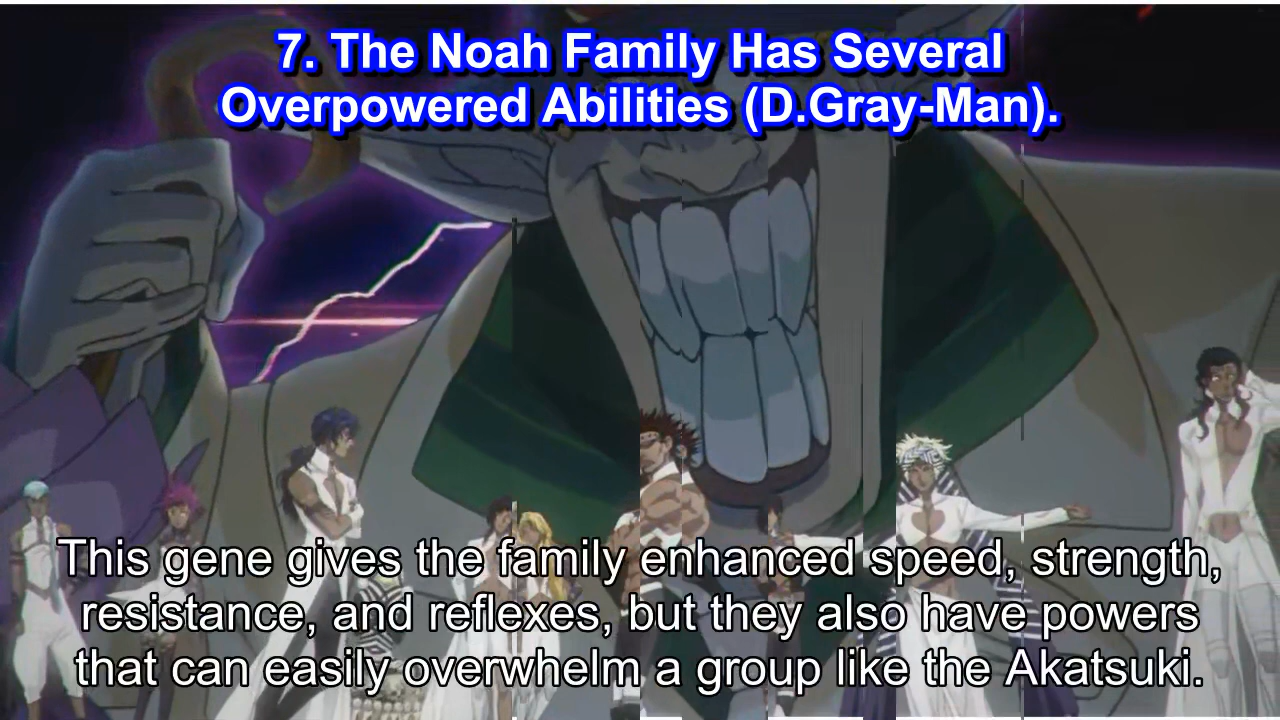 7. The Noah Family Has Several
Overpowered Abilities (D.Gray-Man).
This gene gives the family enhanced speed, strength,
resistance, and reflexes, but they also have powers
that can easily overwhelm a group like the Akatsuki.